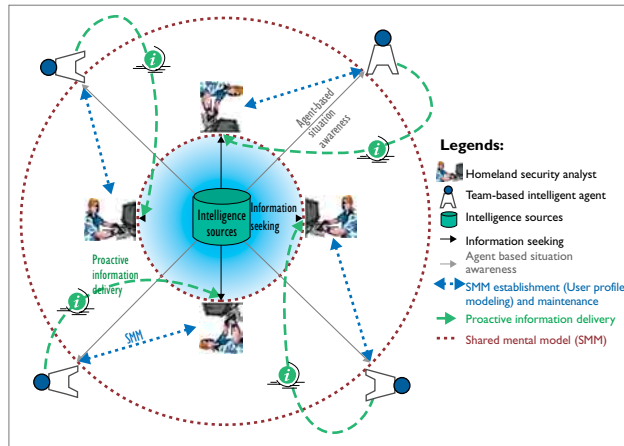 Agent-based
situation
awareness
Intelligence
sources
Information
seeking
Proactive
information
delivery
SMM
i
i
i
i
Legends:
Homeland security analyst
Team-based intelligent agent
Intelligence sources
Information seeking
Agent based situation
awareness
SMM establishment (User profile
modeling) and maintenance
Proactive information delivery
Shared mental model (SMM)